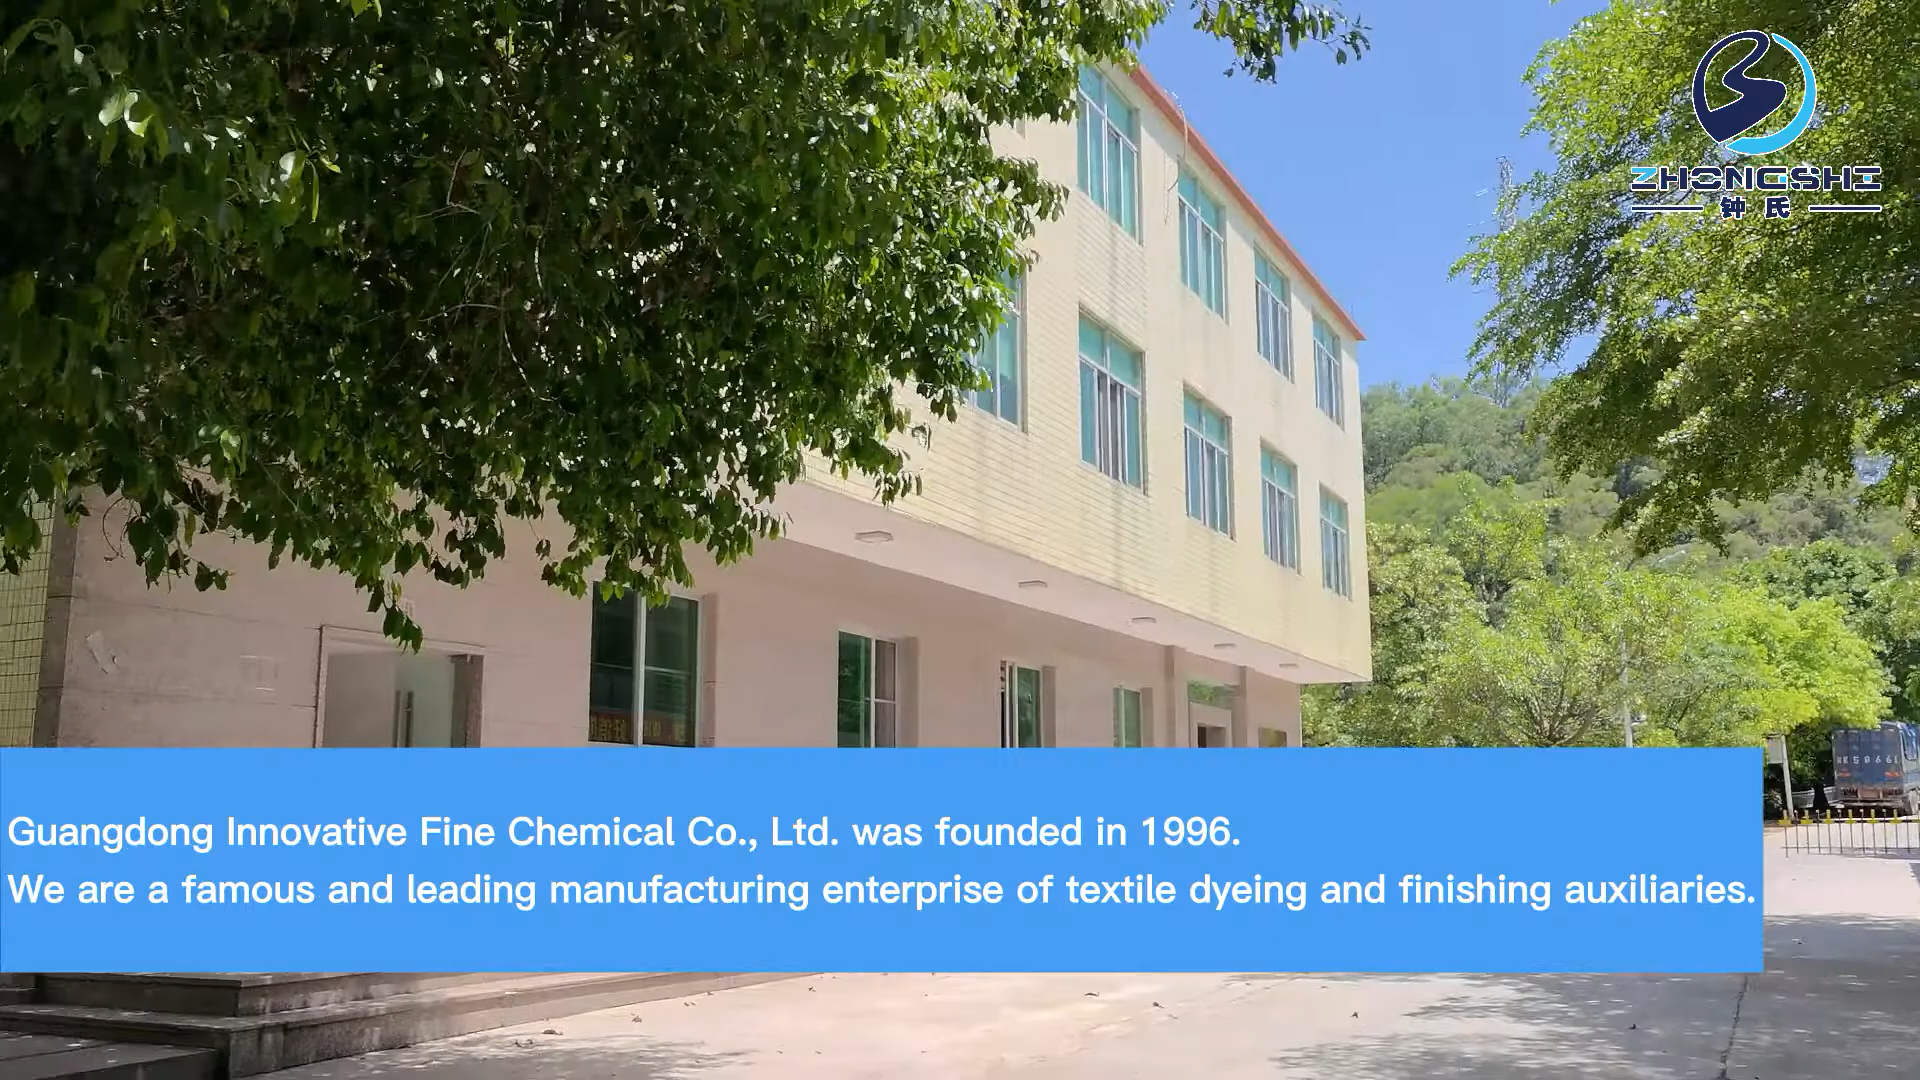 ZHONGSHI
钟氏
Guangdong Innovative Fine Chemical Co., Ltd. was founded in 1996.
We are a famous and leading manufacturing enterprise of textile dyeing and finishing auxiliaries.